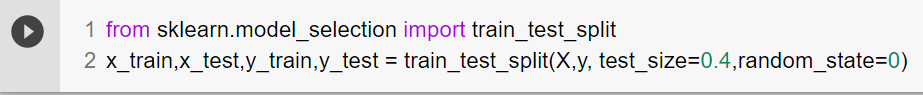 1 from sklearn.model_selection import train_test_split
2 x_train,x_test,y_train,y_test = train_test_split(X,y, test_size=0.4,random_state=0)